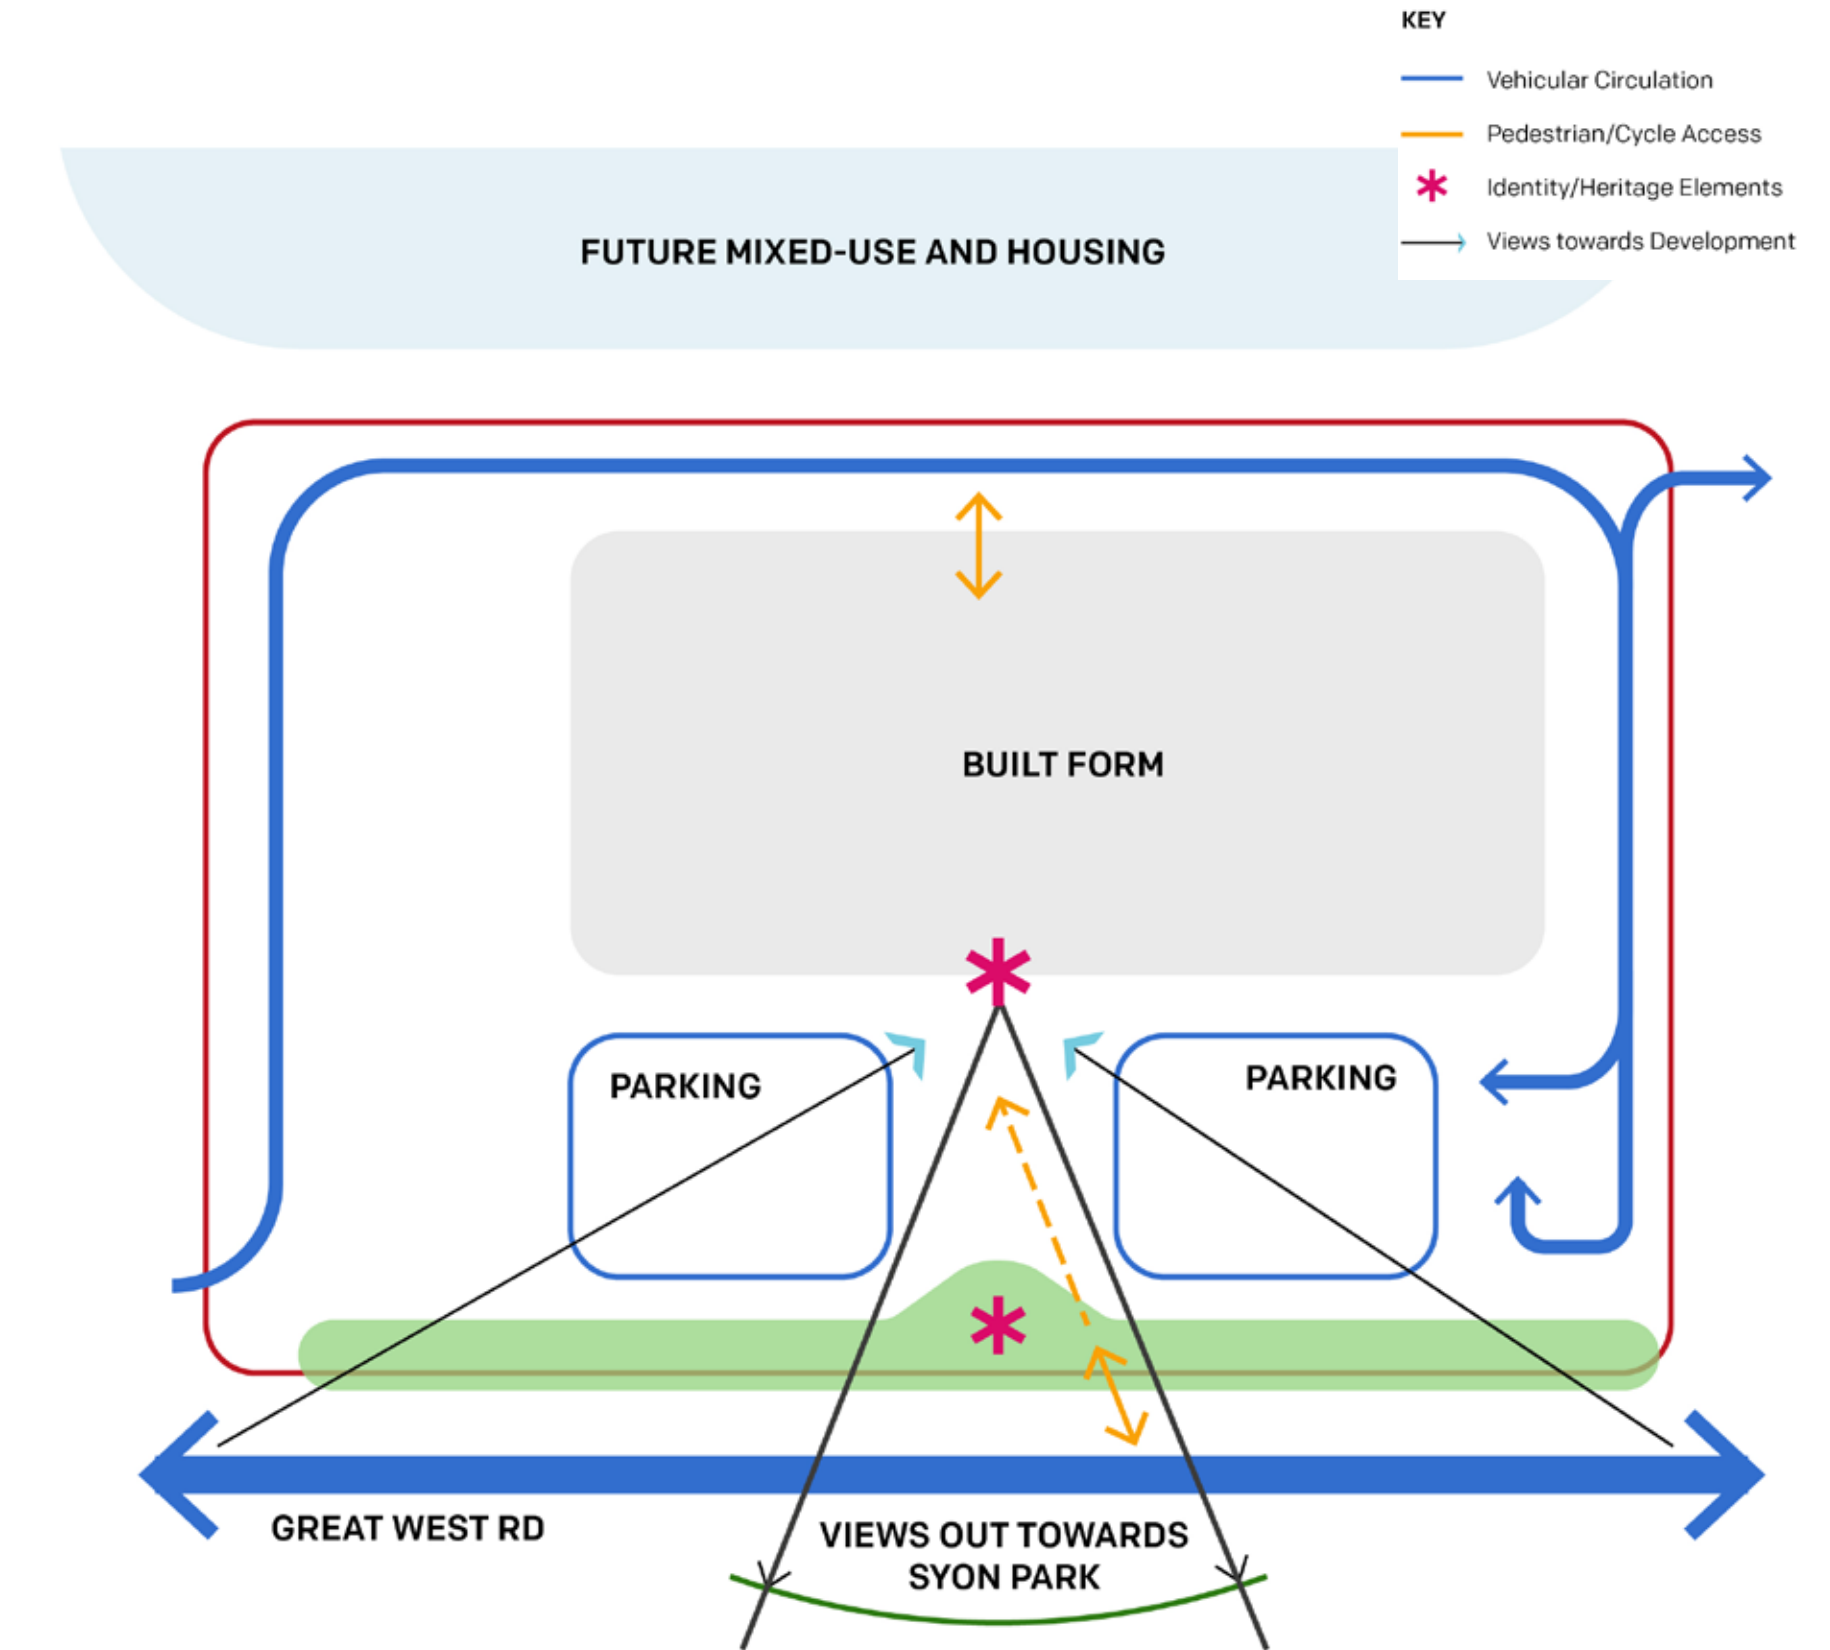 KEY
Vehicular Circulation
Pedestrian/Cycle Access
Identity/Heritage Elements
Views towards Development
FUTURE MIXED-USE AND HOUSING
BUILT FORM
PARKING
PARKING
GREAT WEST RD
VIEWS OUT TOWARDS
SYON PARK